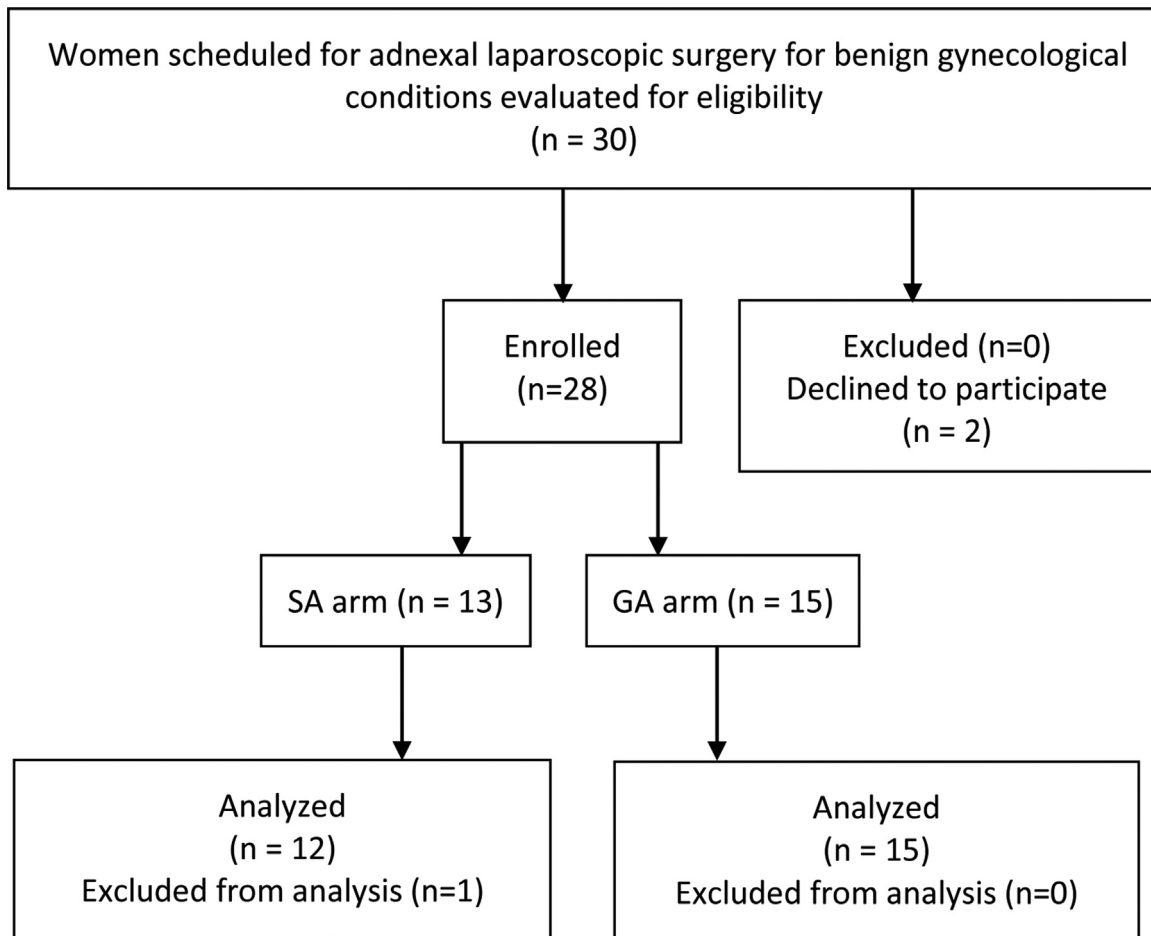 Women scheduled for adnexal laparoscopic surgery for benign gynecological
conditions evaluated for eligibility
(n = 30)
Enrolled
(n=28)
Excluded (n=0)
Declined to participate
(n = 2)
SA arm (n = 13)
GA arm (n = 15)
Analyzed
(n = 12)
Excluded from analysis (n=1)
Analyzed
(n = 15)
Excluded from analysis (n=0)